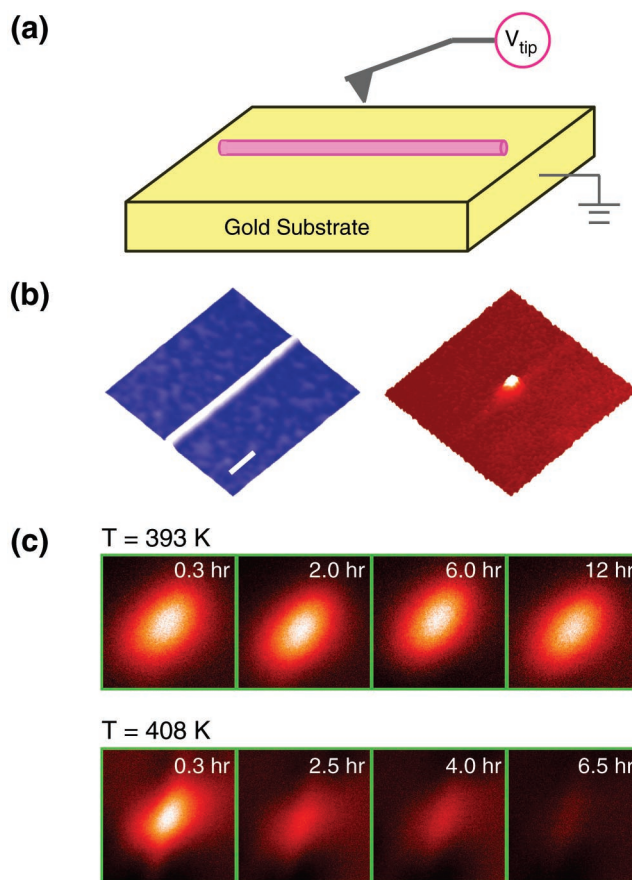 (a)
V_tip
Gold Substrate
(b)
(c)
T = 393 K
0.3 hr 2.0 hr 6.0 hr 12 hr
T = 408 K
0.3 hr 2.5 hr 4.0 hr 6.5 hr